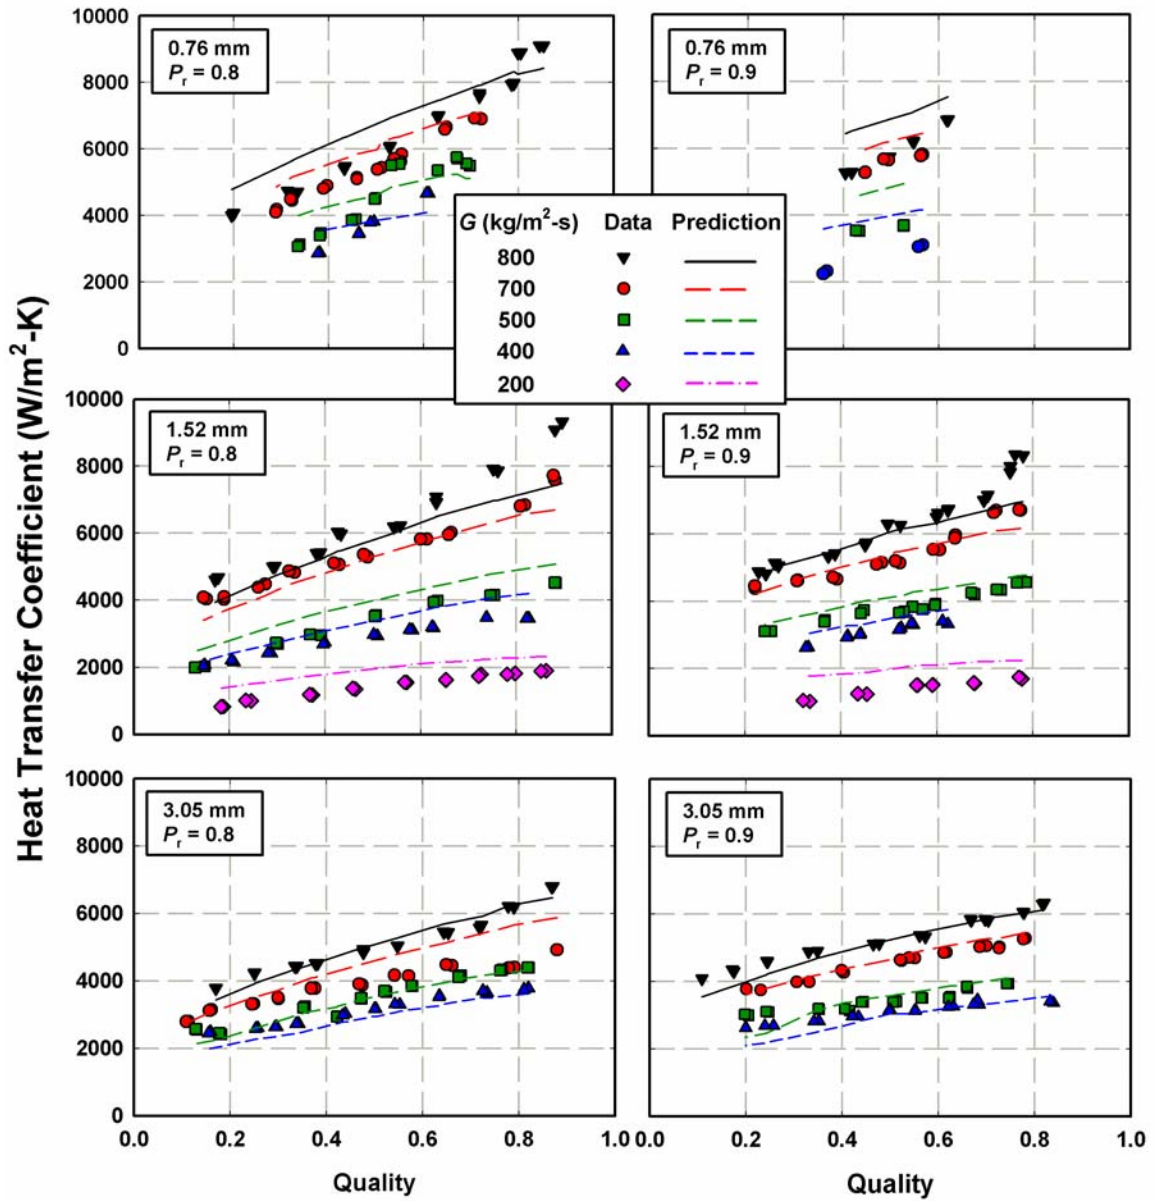 Heat Transfer Coefficient (W/m²-K)
10000
8000
6000
4000
2000
0
0.76 mm
Pr = 0.8
0.76 mm
Pr = 0.9
G (kg/m²-s) Data Prediction
800
700
500
400
200
10000
8000
6000
4000
2000
0
1.52 mm
Pr = 0.8
1.52 mm
Pr = 0.9
10000
8000
6000
4000
2000
0
3.05 mm
Pr = 0.8
3.05 mm
Pr = 0.9
0.0 0.2 0.4 0.6 0.8 1.0 0.0 0.2 0.4 0.6 0.8 1.0
Quality Quality